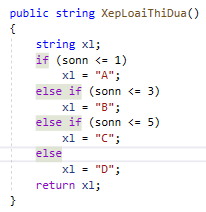 public string XepLoaiThiDua()
{
    string xl;
    if (sonn <= 1)
        xl = "A";
    else if (sonn <= 3)
        xl = "B";
    else if (sonn <= 5)
        xl = "C";
    else
        xl = "D";
    return xl;
}